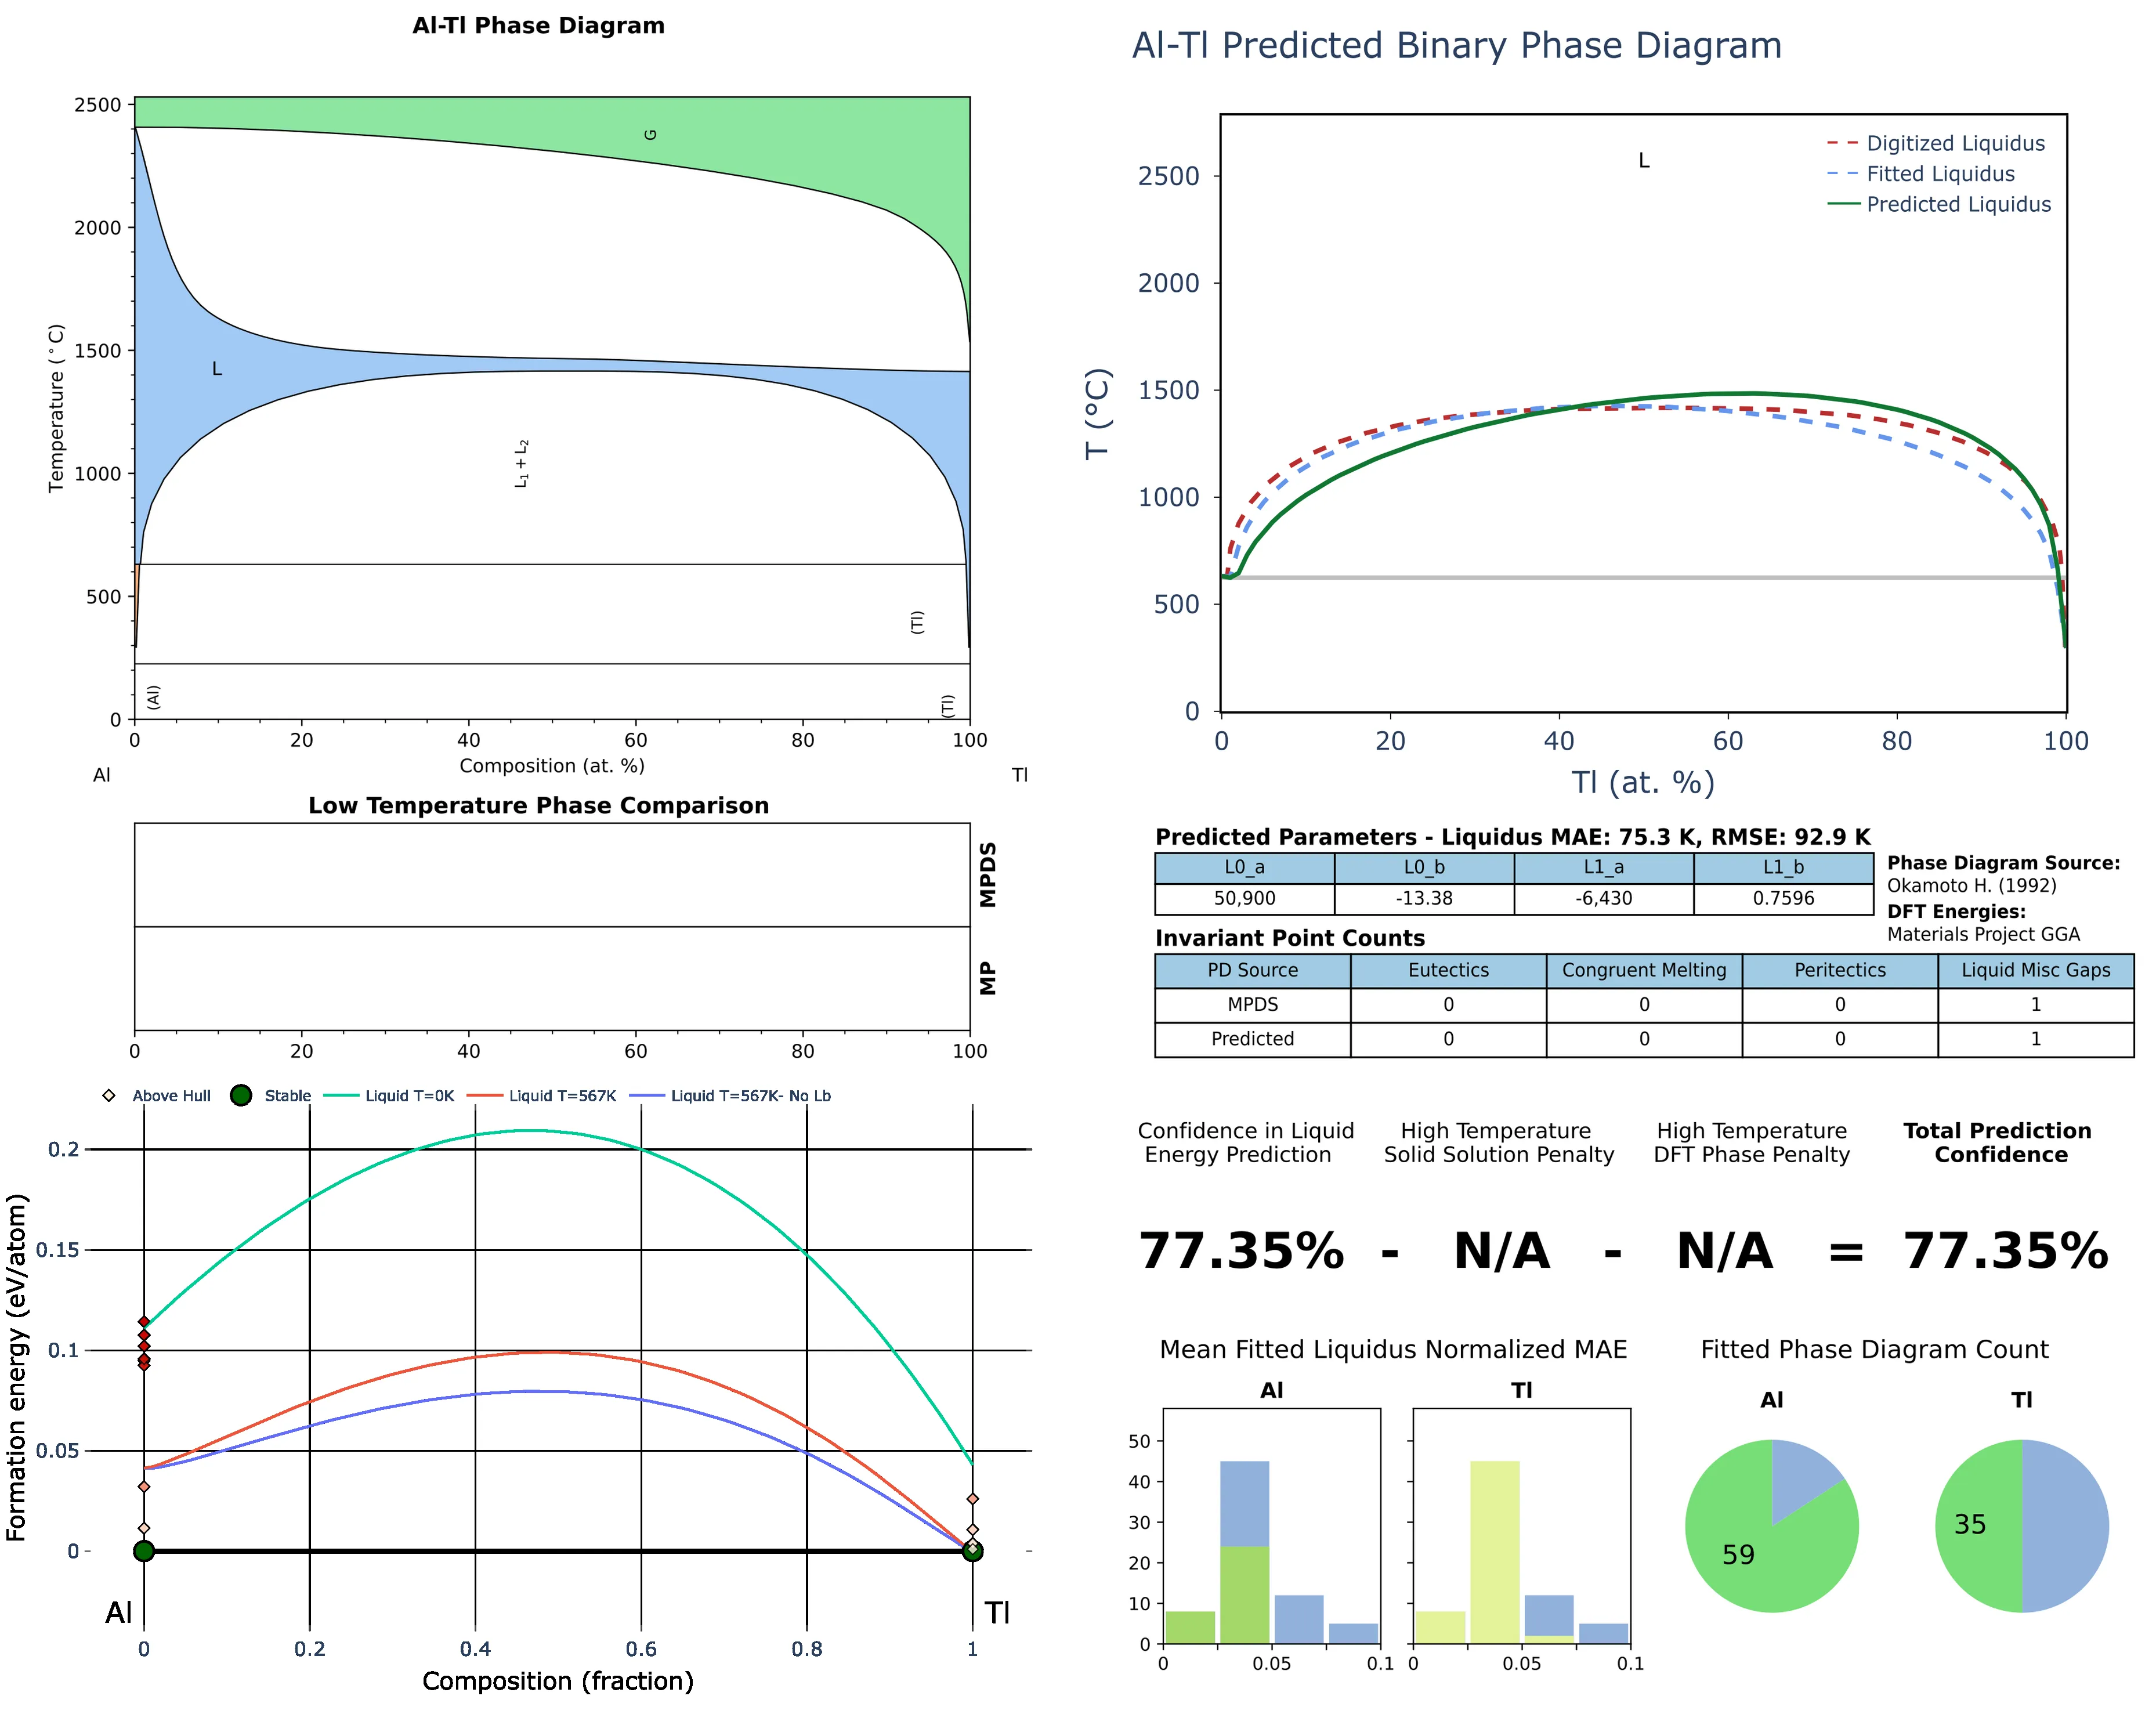 Al-Tl Phase Diagram
2500
2000
1500
1000
500
0
Temperature (°C)
G
L
L1 + L2
(Tl)
(Al)
(Tl)
0 20 40 60 80 100
Composition (at. %)
Al Tl
Low Temperature Phase Comparison
MPDS
MP
0 20 40 60 80 100
Above Hull Stable Liquid T=0K Liquid T=567K Liquid T=567K- No Lb
0.2
0.15
0.1
0.05
0
Formation energy (eV/atom)
Al Tl
0 0.2 0.4 0.6 0.8 1
Composition (fraction)
Al-Tl Predicted Binary Phase Diagram
L
Digitized Liquidus
Fitted Liquidus
Predicted Liquidus
2500
2000
1500
1000
500
0
T (°C)
0 20 40 60 80 100
Tl (at. %)
Predicted Parameters - Liquidus MAE: 75.3 K, RMSE: 92.9 K
L0_a L0_b L1_a L1_b
50,900 -13.38 -6,430 0.7596
Phase Diagram Source:
Okamoto H. (1992)
DFT Energies:
Materials Project GGA
Invariant Point Counts
PD Source Eutectics Congruent Melting Peritectics Liquid Misc Gaps
MPDS 0 0 0 1
Predicted 0 0 0 1
Confidence in Liquid
Energy Prediction
High Temperature
Solid Solution Penalty
High Temperature
DFT Phase Penalty
Total Prediction
Confidence
77.35% - N/A - N/A = 77.35%
Mean Fitted Liquidus Normalized MAE
Al Tl
50
40
30
20
10
0
0 0.05 0.1 0 0.05 0.1
Fitted Phase Diagram Count
Al Tl
59 35